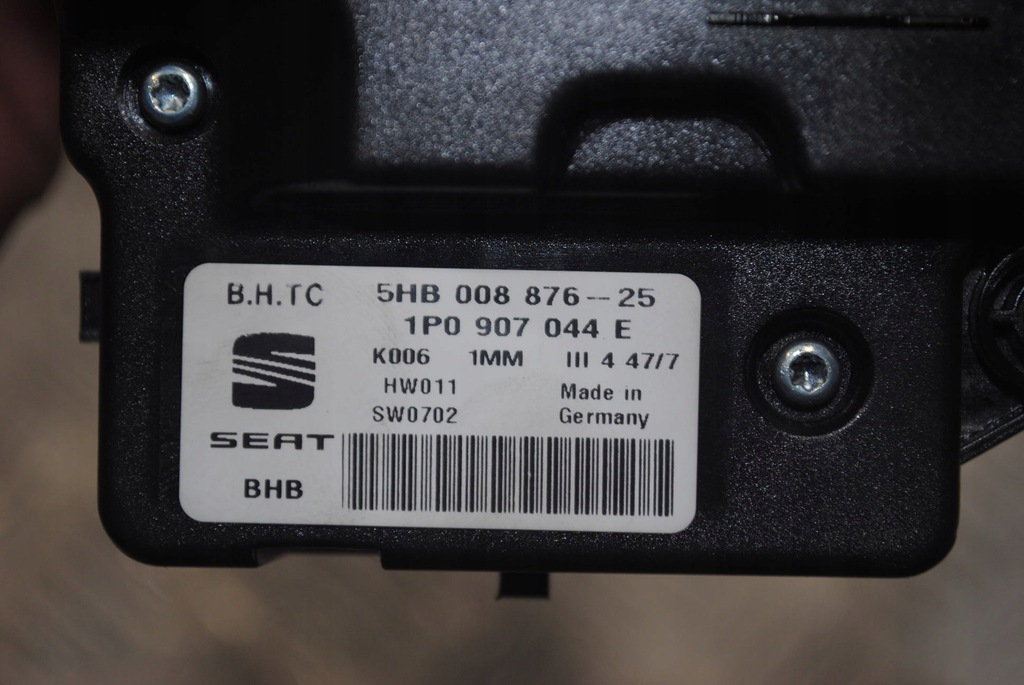 B.H.TC 5HB 008 876-25
1P0 907 044 E
K006 1MM III 4 47/7
HW011 Made in
SW0702 Germany
SEAT
BHB